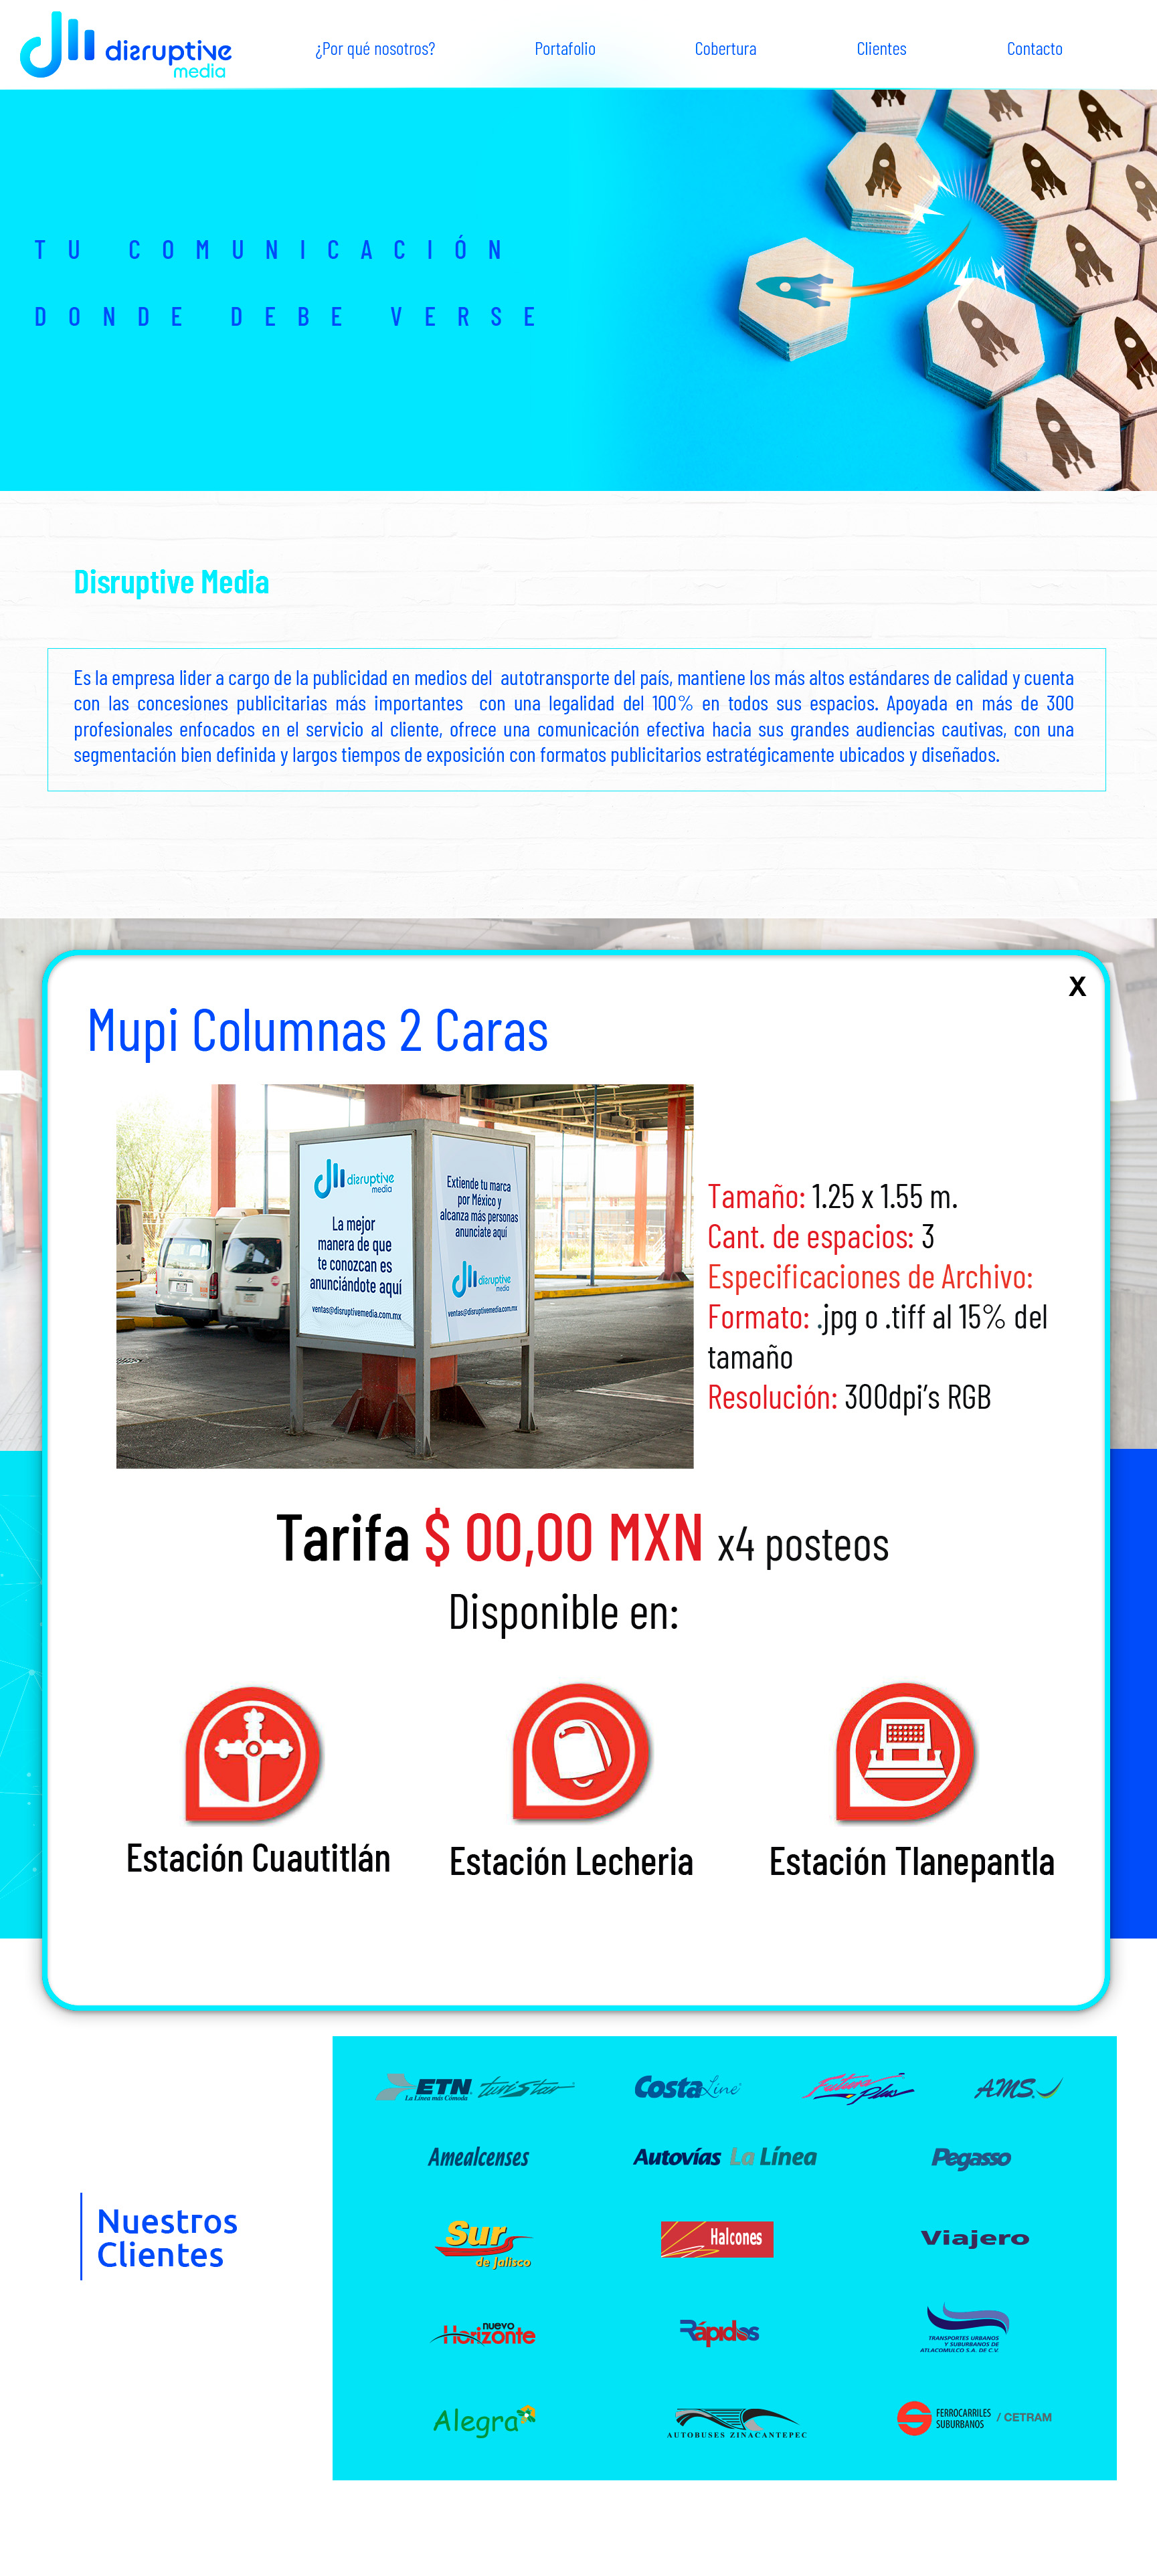 disruptive
media
¿Por qué nosotros?
Portafolio
Cobertura
Clientes
Contacto
TU COMUNICACIÓN
DONDE DEBE VERSE
Disruptive Media
Es la empresa lider a cargo de la publicidad en medios del autotransporte del país, mantiene los más altos estándares de calidad y cuenta
con las concesiones publicitarias más importantes con una legalidad del 100% en todos sus espacios. Apoyada en más de 300
profesionales enfocados en el servicio al cliente, ofrece una comunicación efectiva hacia sus grandes audiencias cautivas, con una
segmentación bien definida y largos tiempos de exposición con formatos publicitarios estratégicamente ubicados y diseñados.
X
Mupi Columnas 2 Caras
disruptive
media
La mejor
manera de que
te conozcan es
anunciándote aquí
ventas@disruptivemedia.com.mx
Extiende tu marca
por México y
alcanza más personas
anunciate aquí
disruptive
media
ventas@disruptivemedia.com.mx
Tamaño: 1.25 x 1.55 m.
Cant. de espacios: 3
Especificaciones de Archivo:
Formato: .jpg o .tiff al 15% del
tamaño
Resolución: 300dpi's RGB
Tarifa $ 00,00 MXN x4 posteos
Disponible en:
Estación Cuautitlán
Estación Lecheria
Estación Tlanepantla
Nuestros
Clientes
ETN turistar
La Línea más Cómoda
Costa Line
Futura
Plus
AMS
Amealcenses
Autovías La Línea
Pegasso
Sur
de Jalisco
Halcones
Viajero
nuevo
Horizonte
Rápidos
TRANSPORTES URBANOS
Y SUBURBANOS DE
ATLACOMULCO S.A. DE C.V.
Alegra
AUTOBUSES ZINACANTEPEC
FERROCARRILES
SUBURBANOS
/ CETRAM